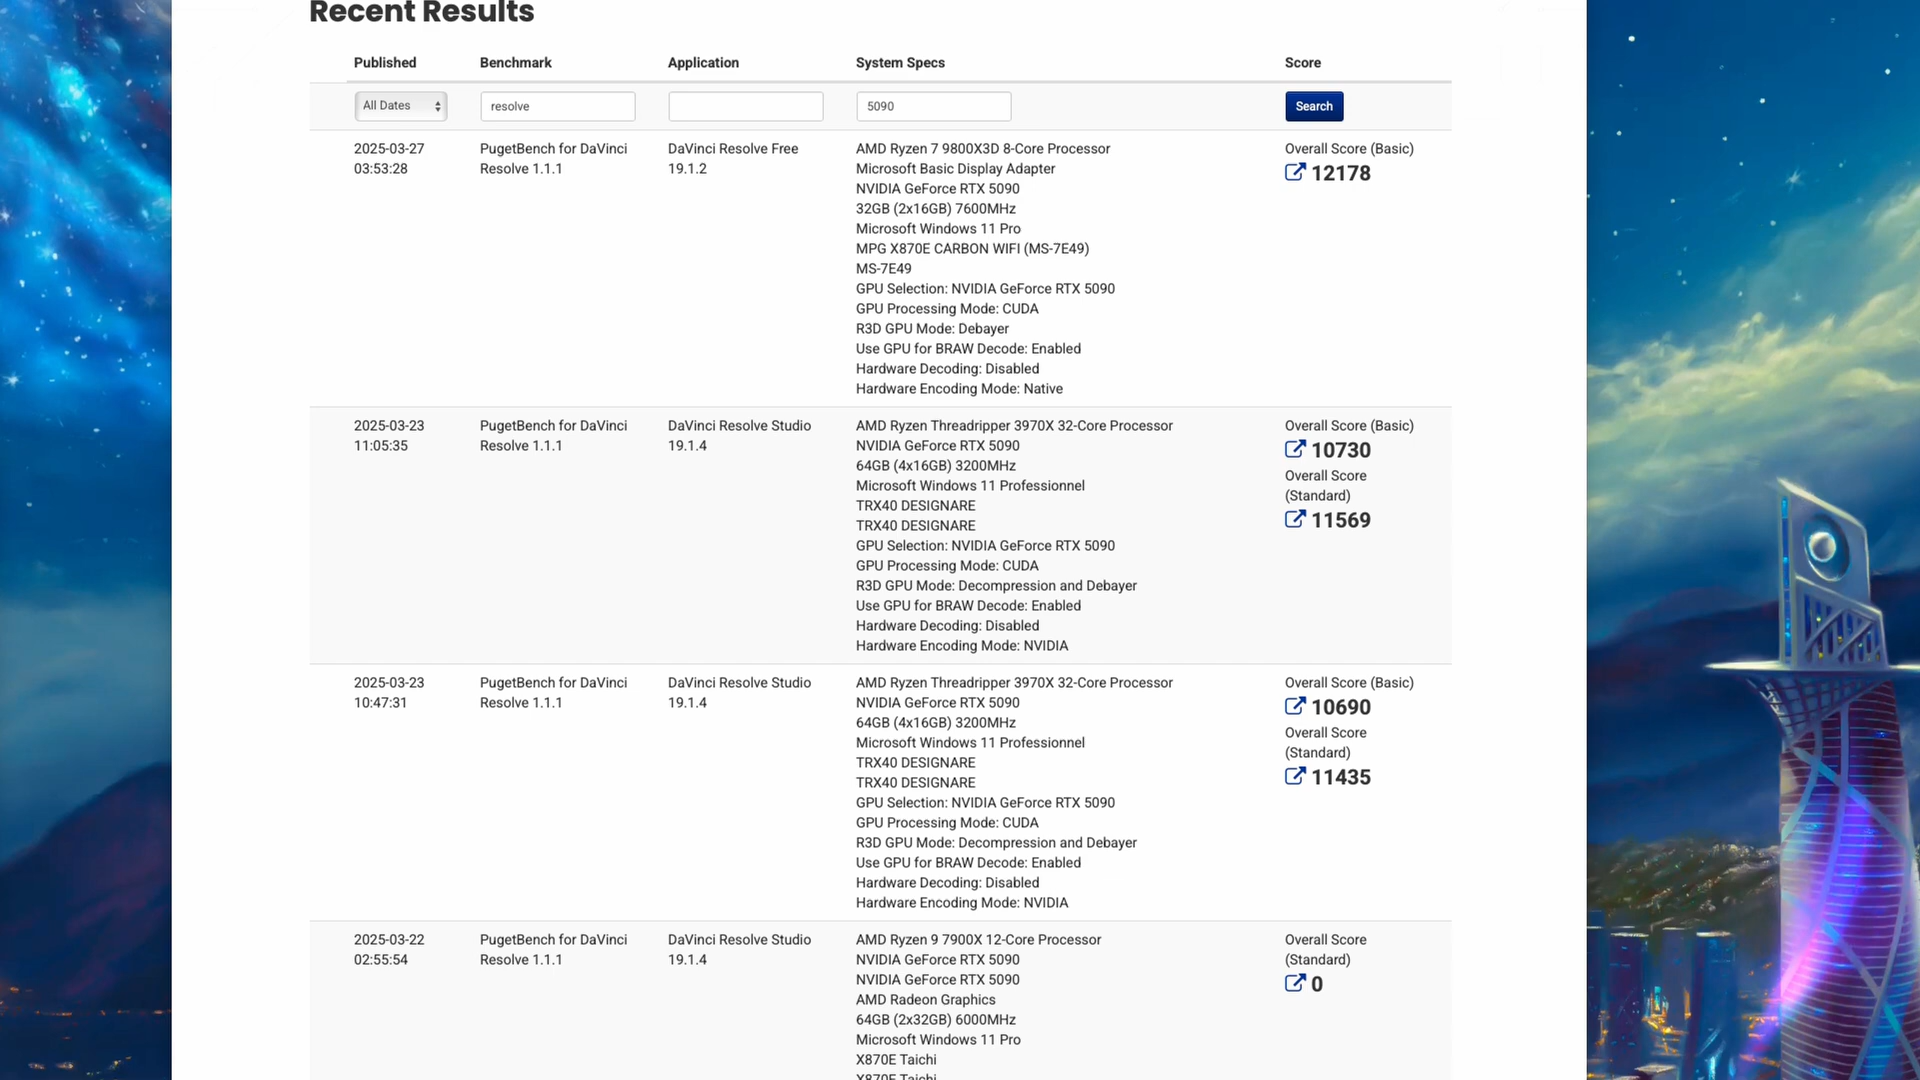 Recent Results
Published Benchmark Application System Specs Score
All Dates resolve 5090 Search
2025-03-27
03:53:28
PugetBench for DaVinci
Resolve 1.1.1
DaVinci Resolve Free
19.1.2
AMD Ryzen 7 9800X3D 8-Core Processor
Microsoft Basic Display Adapter
NVIDIA GeForce RTX 5090
32GB (2x16GB) 7600MHz
Microsoft Windows 11 Pro
MPG X870E CARBON WIFI (MS-7E49)
MS-7E49
GPU Selection: NVIDIA GeForce RTX 5090
GPU Processing Mode: CUDA
R3D GPU Mode: Debayer
Use GPU for BRAW Decode: Enabled
Hardware Decoding: Disabled
Hardware Encoding Mode: Native
Overall Score (Basic)
12178
2025-03-23
11:05:35
PugetBench for DaVinci
Resolve 1.1.1
DaVinci Resolve Studio
19.1.4
AMD Ryzen Threadripper 3970X 32-Core Processor
NVIDIA GeForce RTX 5090
64GB (4x16GB) 3200MHz
Microsoft Windows 11 Professionnel
TRX40 DESIGNARE
TRX40 DESIGNARE
GPU Selection: NVIDIA GeForce RTX 5090
GPU Processing Mode: CUDA
R3D GPU Mode: Decompression and Debayer
Use GPU for BRAW Decode: Enabled
Hardware Decoding: Disabled
Hardware Encoding Mode: NVIDIA
Overall Score (Basic)
10730
Overall Score
(Standard)
11569
2025-03-23
10:47:31
PugetBench for DaVinci
Resolve 1.1.1
DaVinci Resolve Studio
19.1.4
AMD Ryzen Threadripper 3970X 32-Core Processor
NVIDIA GeForce RTX 5090
64GB (4x16GB) 3200MHz
Microsoft Windows 11 Professionnel
TRX40 DESIGNARE
TRX40 DESIGNARE
GPU Selection: NVIDIA GeForce RTX 5090
GPU Processing Mode: CUDA
R3D GPU Mode: Decompression and Debayer
Use GPU for BRAW Decode: Enabled
Hardware Decoding: Disabled
Hardware Encoding Mode: NVIDIA
Overall Score (Basic)
10690
Overall Score
(Standard)
11435
2025-03-22
02:55:54
PugetBench for DaVinci
Resolve 1.1.1
DaVinci Resolve Studio
19.1.4
AMD Ryzen 9 7900X 12-Core Processor
NVIDIA GeForce RTX 5090
NVIDIA GeForce RTX 5090
AMD Radeon Graphics
64GB (2x32GB) 6000MHz
Microsoft Windows 11 Pro
X870E Taichi
X870E Taichi
Overall Score
(Standard)
0